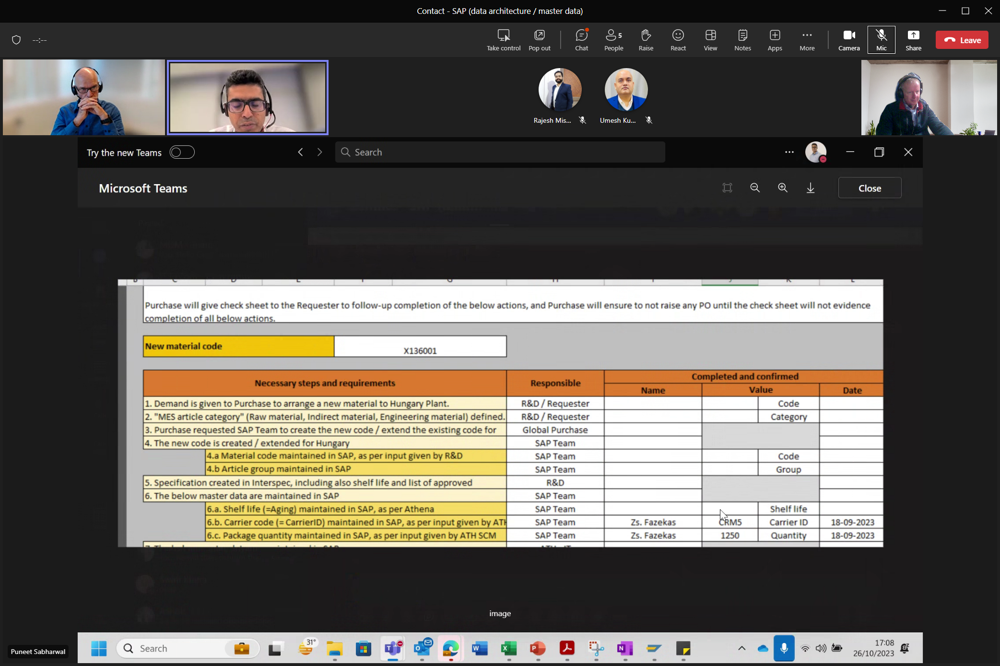 Contact - SAP (data architecture / master data)
--:--
Take control
Pop out
Chat
5
People
Raise
React
View
Notes
Apps
More
Camera
Mic
Share
Leave
Rajesh Mis...
Umesh Ku...
Try the new Teams
Search
Microsoft Teams
Close
Purchase will give check sheet to the Requester to follow-up completion of the below actions, and Purchase will ensure to not raise any PO until the check sheet will not evidence
completion of all below actions.
New material code X136001
Necessary steps and requirements Responsible Completed and confirmed
Name Value Date
1. Demand is given to Purchase to arrange a new material to Hungary Plant. R&D / Requester Code
2. "MES article category" (Raw material, Indirect material, Engineering material) defined. R&D / Requester Category
3. Purchase requested SAP Team to create the new code / extend the existing code for Global Purchase
4. The new code is created / extended for Hungary SAP Team
4.a Material code maintained in SAP, as per input given by R&D SAP Team Code
4.b Article group maintained in SAP SAP Team Group
5. Specification created in Interspec, including also shelf life and list of approved R&D
6. The below master data are maintained in SAP SAP Team
6.a. Shelf life (=Aging) maintained in SAP, as per Athena SAP Team Shelf life
6.b. Carrier code (= CarrierID) maintained in SAP, as per input given by ATH SAP Team Zs. Fazekas CRM5 Carrier ID 18-09-2023
6.c. Package quantity maintained in SAP, as per input given by ATH SCM SAP Team Zs. Fazekas 1250 Quantity 18-09-2023
image
Puneet Sabharwal
Search
31°
17:08
26/10/2023